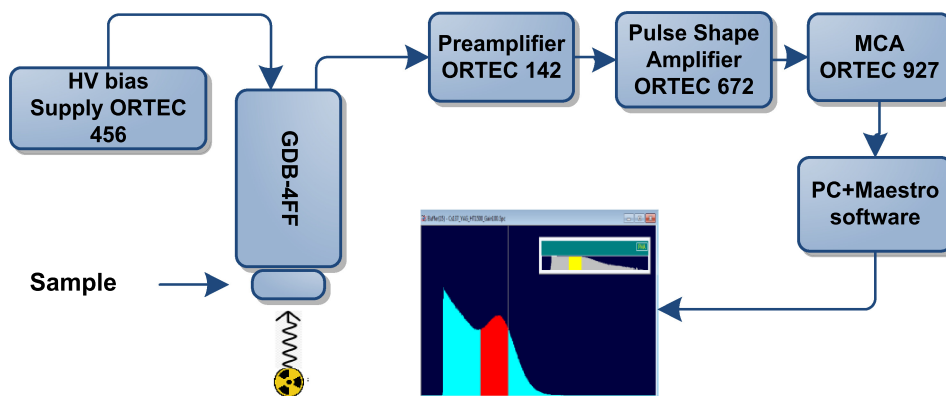 HV bias
Supply ORTEC
456
GDB-4FF
Preamplifier
ORTEC 142
Pulse Shape
Amplifier
ORTEC 672
MCA
ORTEC 927
PC+Maestro
software
Sample